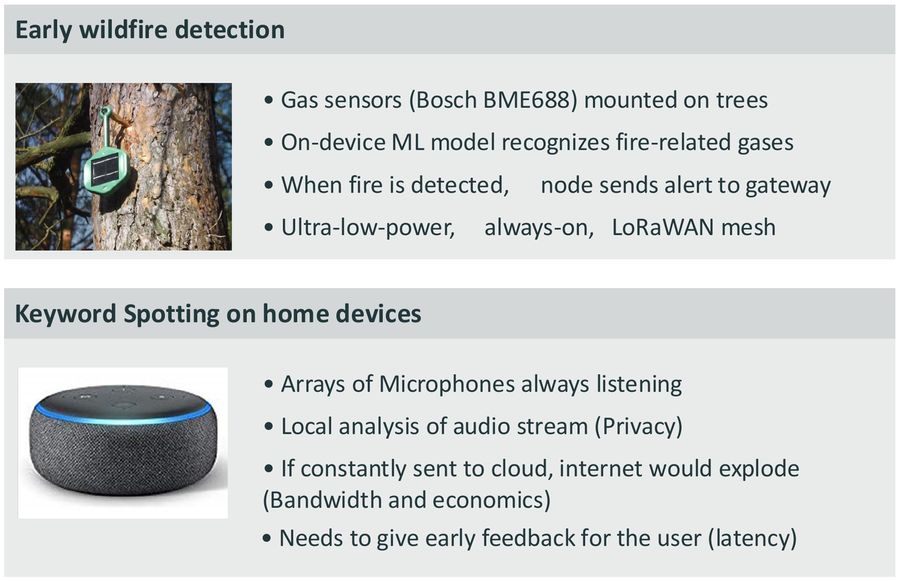 Early wildfire detection
• Gas sensors (Bosch BME688) mounted on trees
• On-device ML model recognizes fire-related gases
• When fire is detected, node sends alert to gateway
• Ultra-low-power, always-on, LoRaWAN mesh
Keyword Spotting on home devices
• Arrays of Microphones always listening
• Local analysis of audio stream (Privacy)
• If constantly sent to cloud, internet would explode
(Bandwidth and economics)
• Needs to give early feedback for the user (latency)